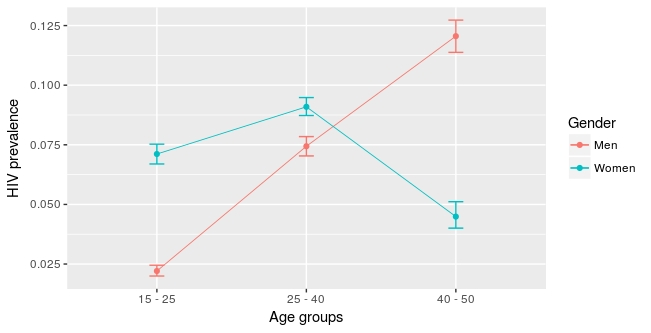 0.125
0.100
0.075
0.050
0.025
HIV prevalence
15 - 25
25 - 40
40 - 50
Age groups
Gender
Men
Women